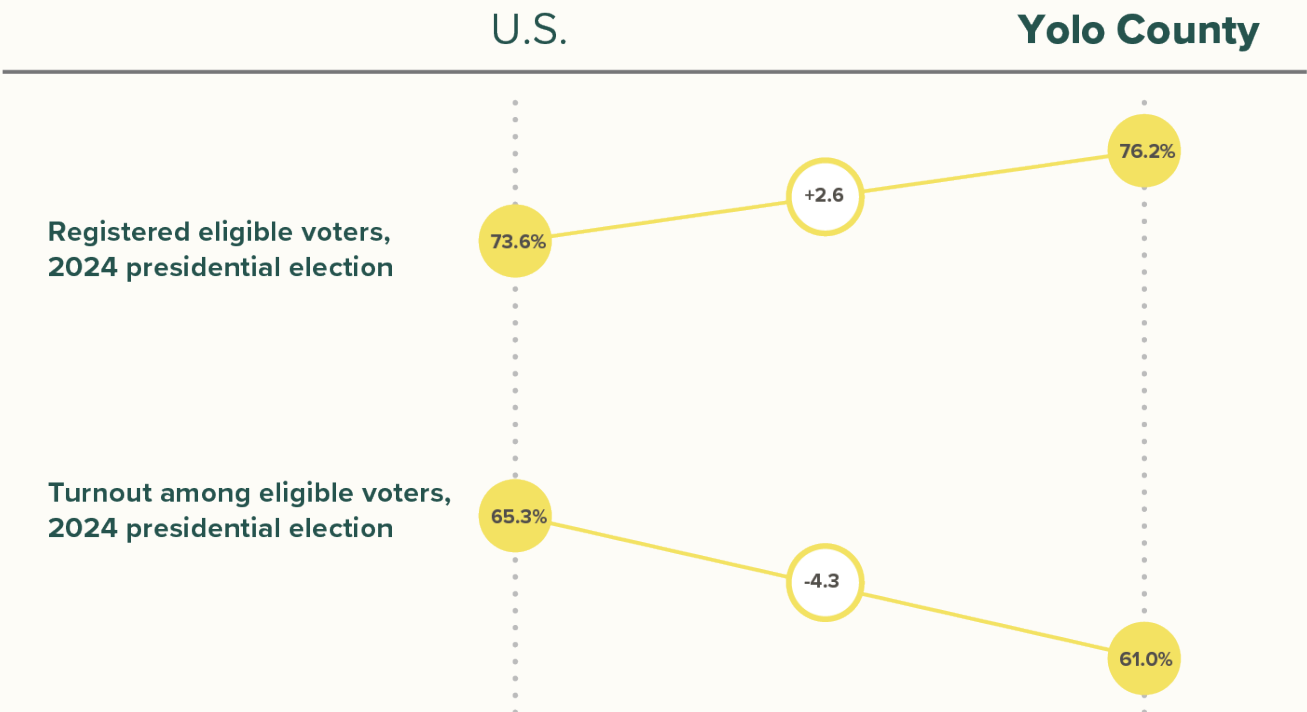 U.S.
Yolo County
Registered eligible voters,
2024 presidential election
73.6%
+2.6
76.2%
Turnout among eligible voters,
2024 presidential election
65.3%
-4.3
61.0%